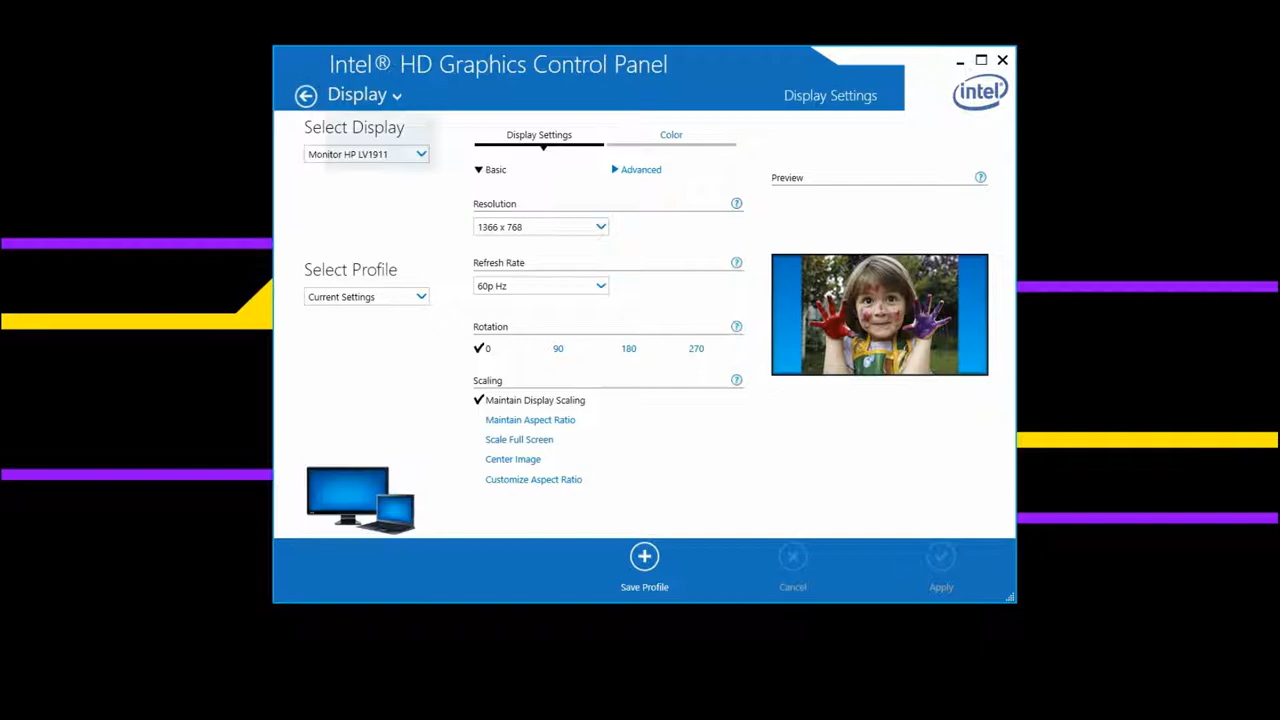 Intel® HD Graphics Control Panel
Display
Display Settings
intel
Select Display
Monitor HP LV1911
Select Profile
Current Settings
Display Settings
Color
Basic
Advanced
Resolution
?
1366 x 768
Refresh Rate
?
60p Hz
Rotation
?
0
90
180
270
Scaling
?
Maintain Display Scaling
Maintain Aspect Ratio
Scale Full Screen
Center Image
Customize Aspect Ratio
Preview
?
Save Profile
Cancel
Apply